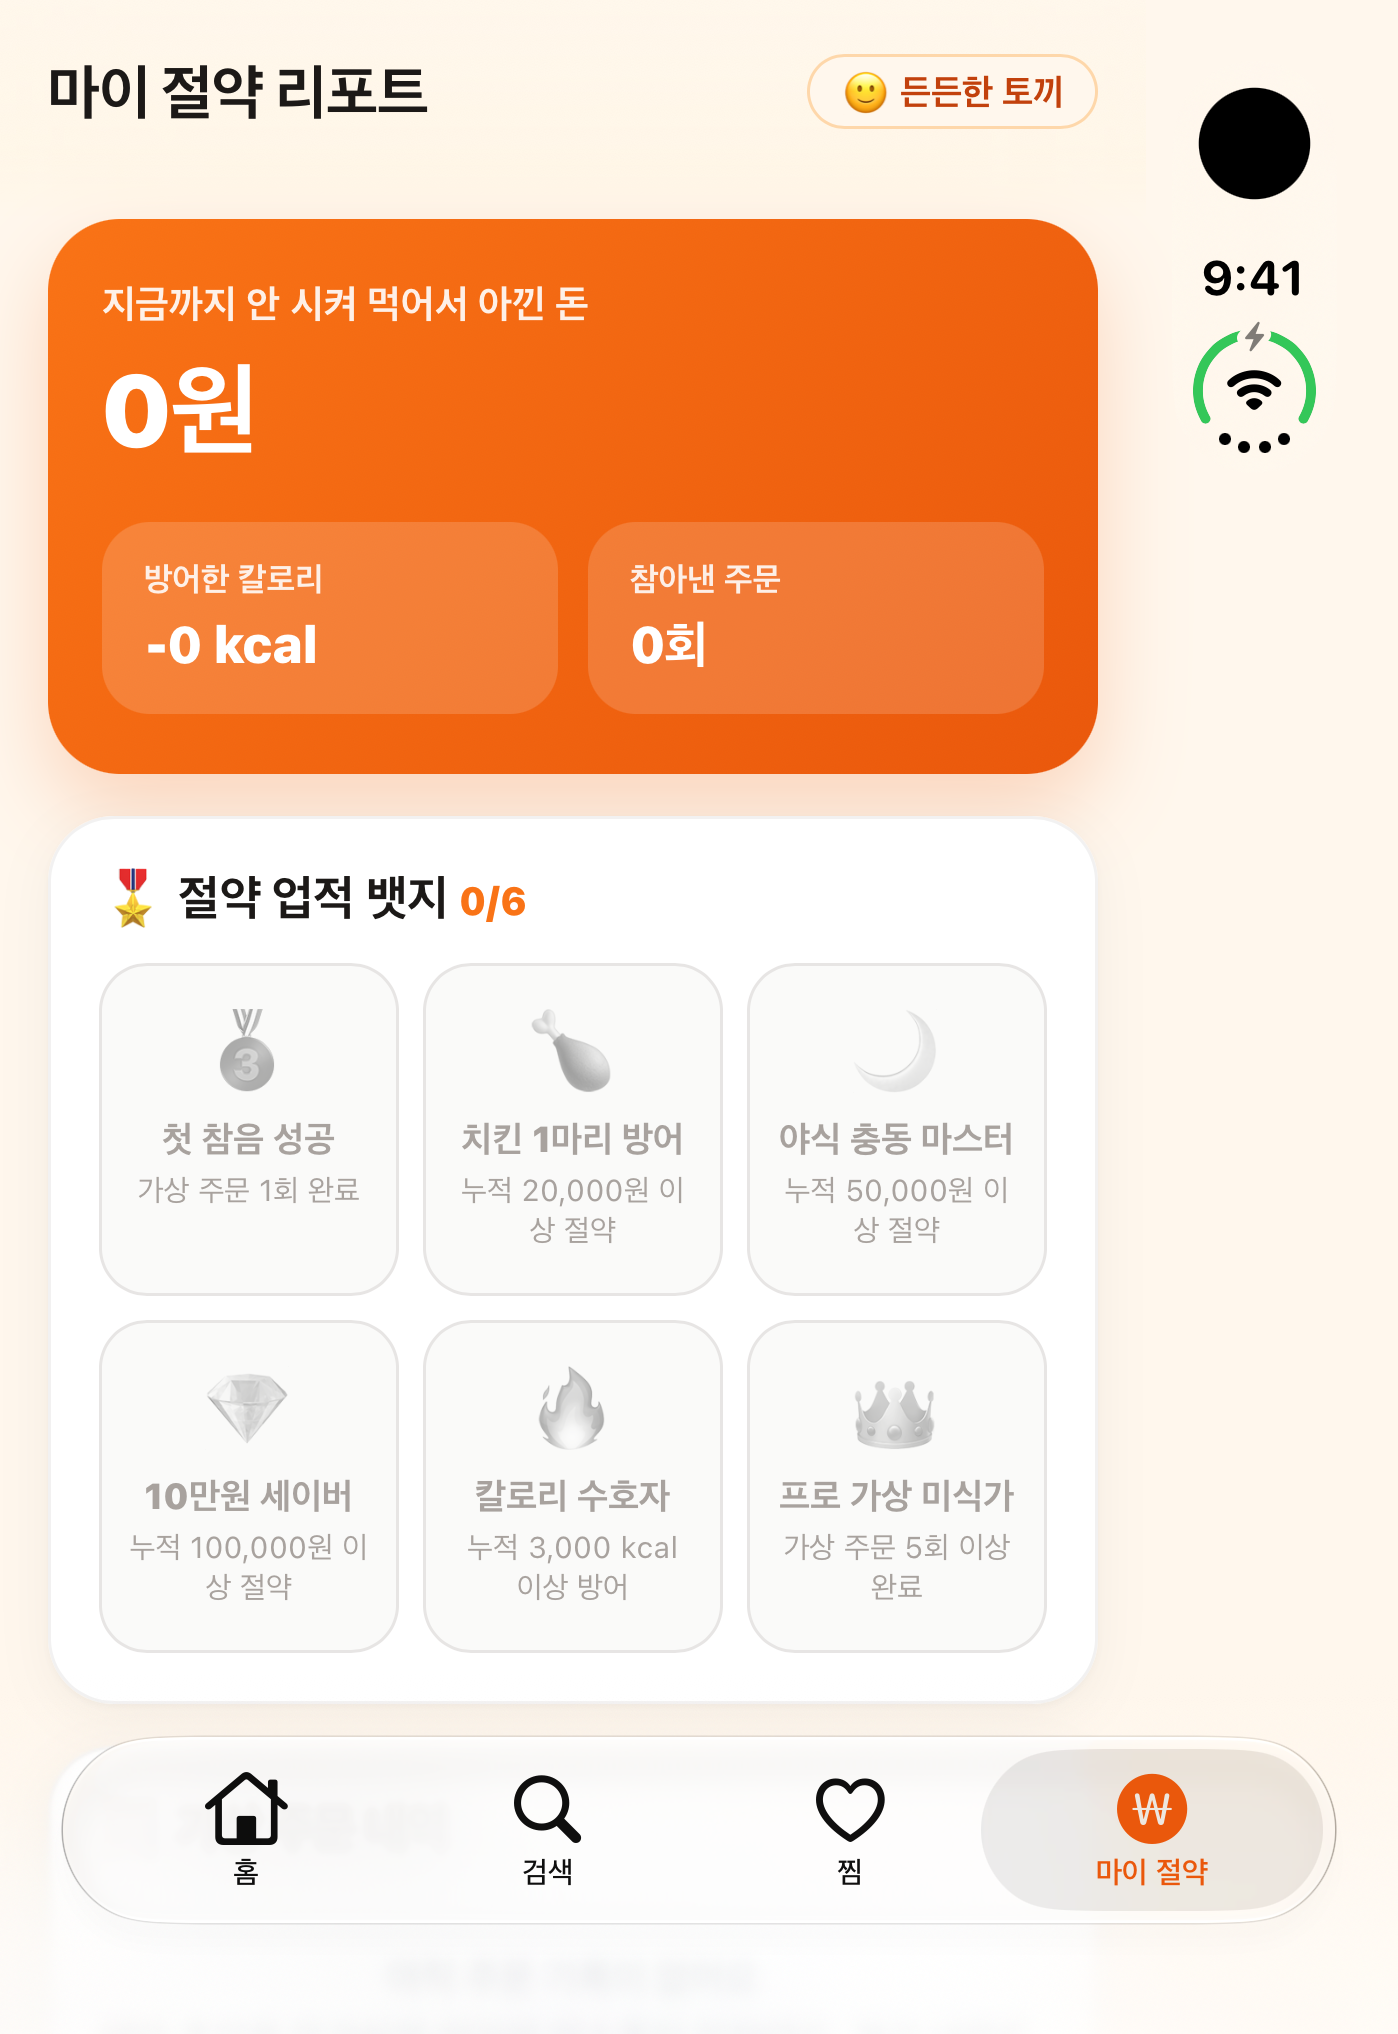 마이 절약 리포트
든든한 토끼
9:41
지금까지 안 시켜 먹어서 아낀 돈
0원
방어한 칼로리
-0 kcal
참아낸 주문
0회
절약 업적 뱃지 0/6
3
첫 참음 성공
가상 주문 1회 완료
치킨 1마리 방어
누적 20,000원 이
상 절약
야식 충동 마스터
누적 50,000원 이
상 절약
10만원 세이버
누적 100,000원 이
상 절약
칼로리 수호자
누적 3,000 kcal
이상 방어
프로 가상 미식가
가상 주문 5회 이상
완료
홈
검색
찜
₩
마이 절약